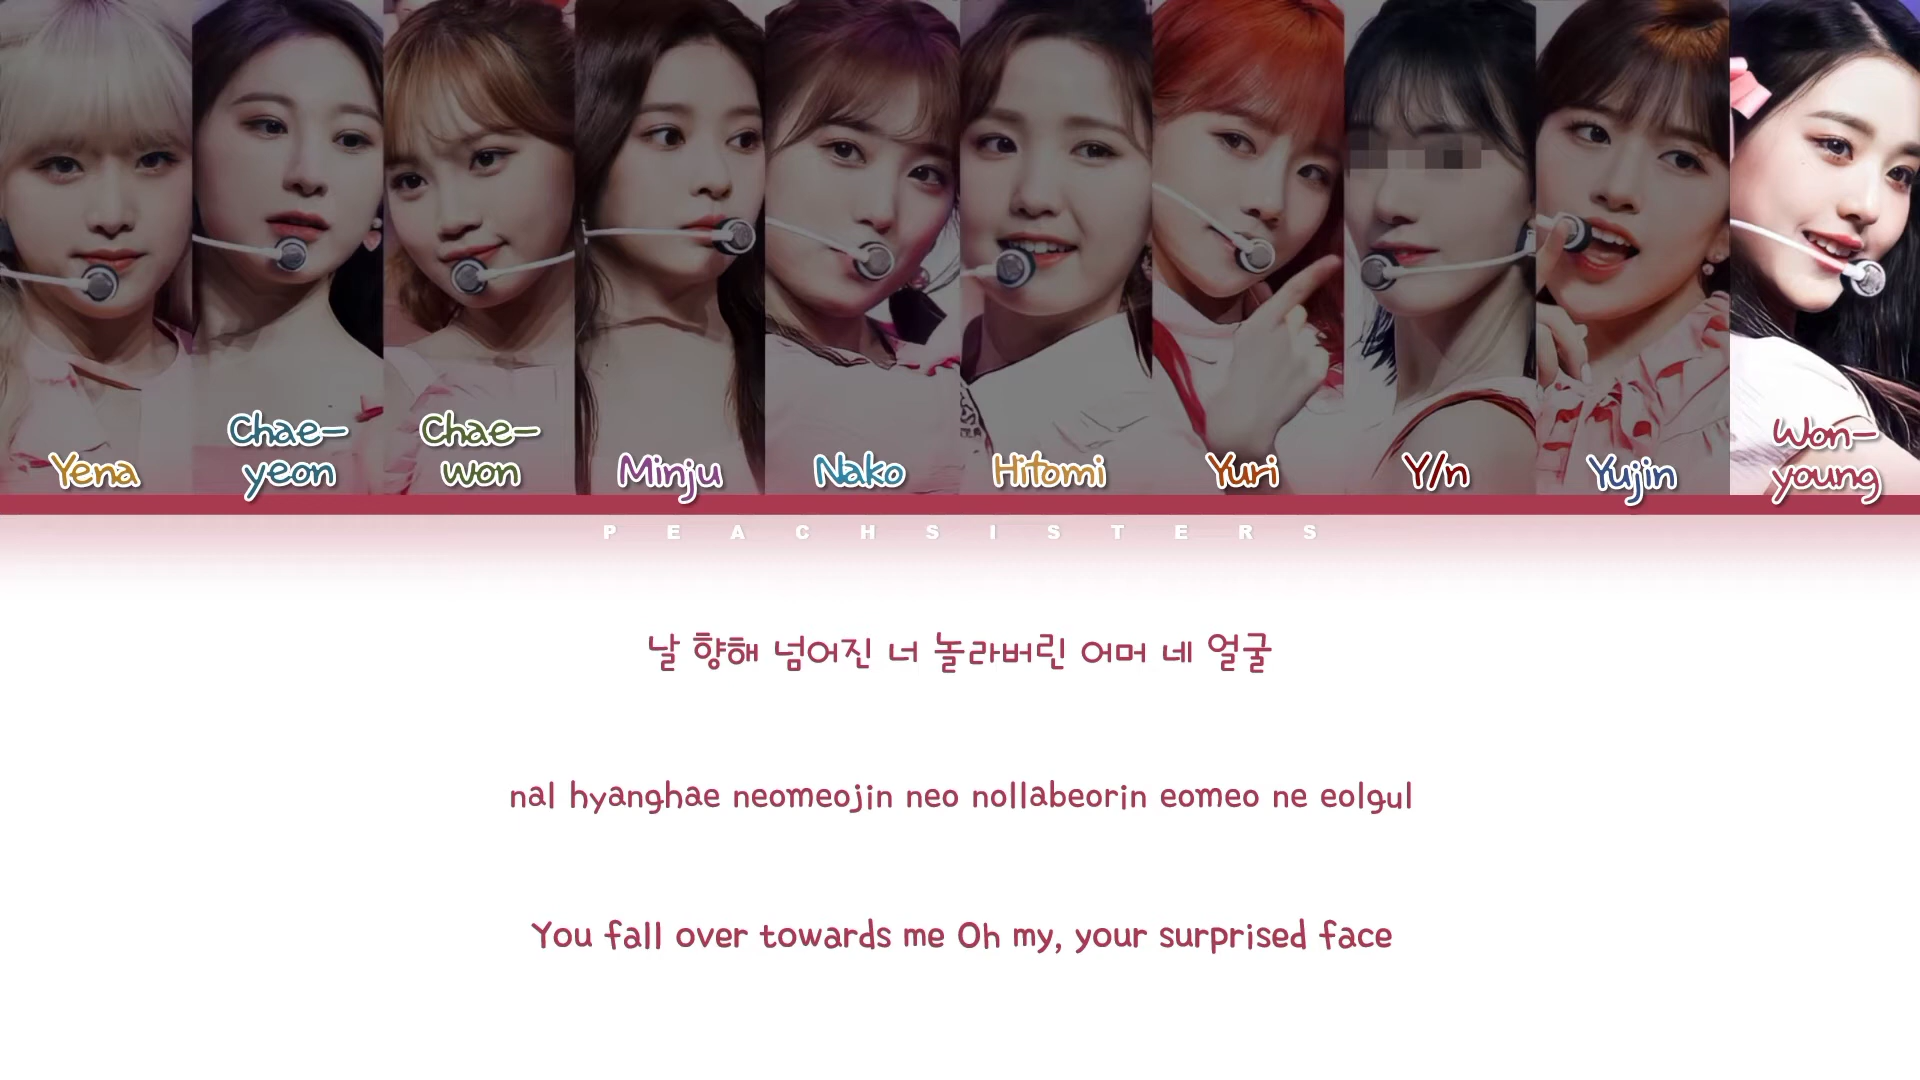 Yena
Chae-
yeon
Chae-
won
Minju
Nako
Hitomi
Yuri
Y/n
Yujin
Won-
young
PEACHSISTERS
날 향해 넘어진 너 놀라버린 어머 네 얼굴
nal hyanghae neomeojin neo nollabeorin eomeo ne eolgul
You fall over towards me Oh my, your surprised face